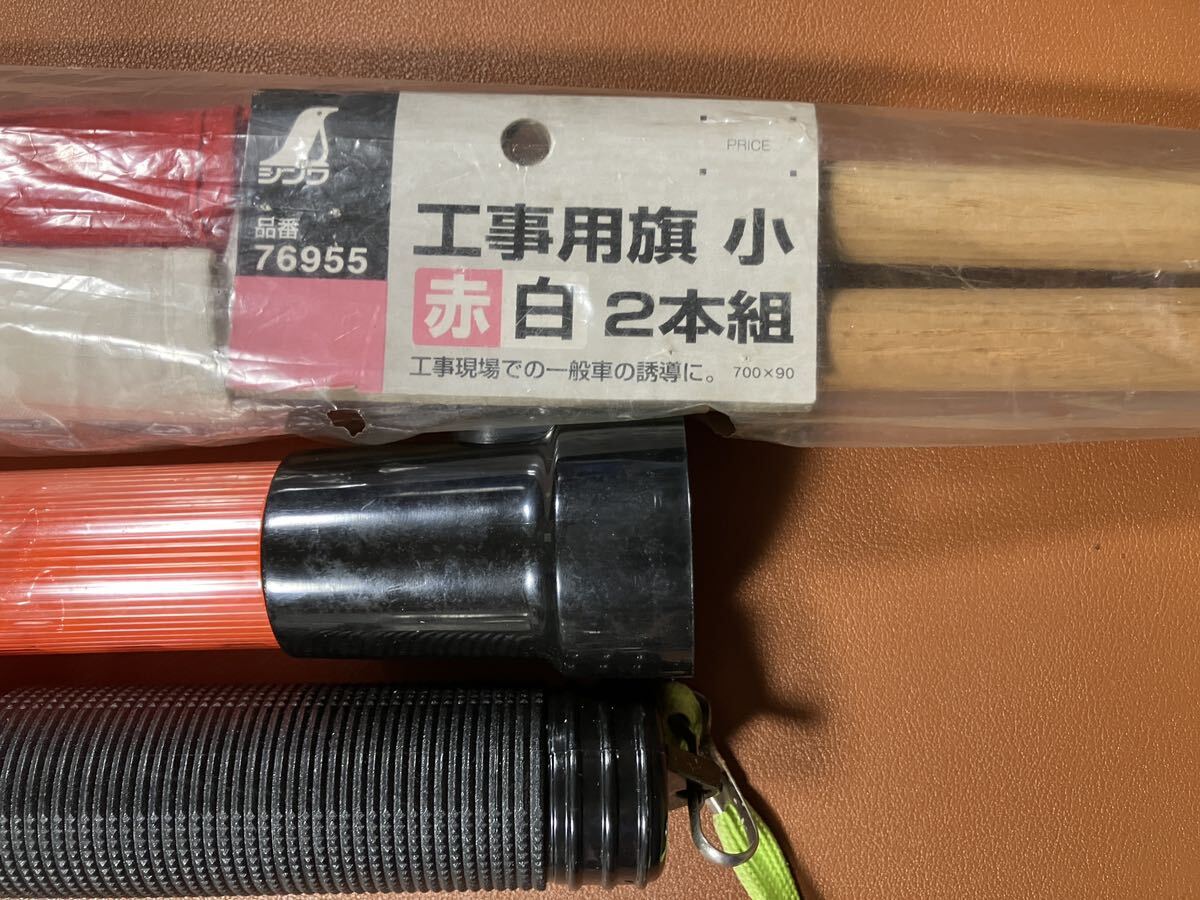 シンワ
品番
76955
PRICE
工事用旗 小
赤 白 2本組
工事現場での一般車の誘導に。 700×90